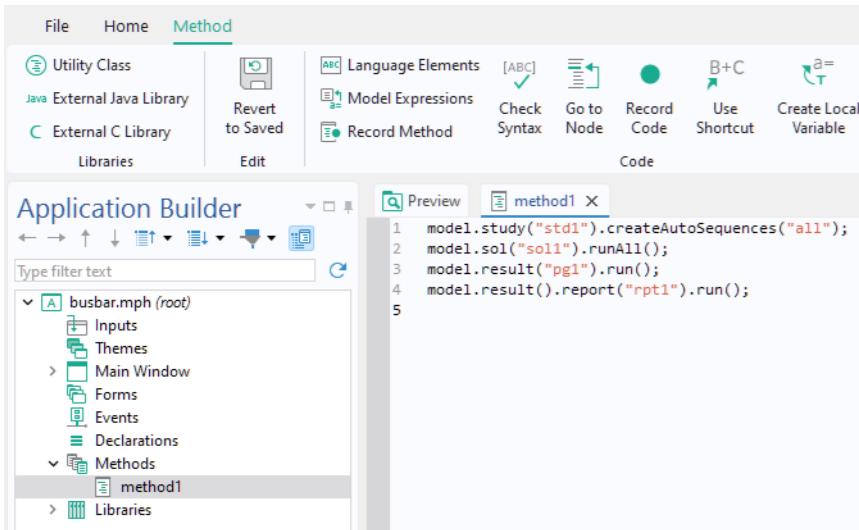 File Home Method
Utility Class
Java External Java Library
C External C Library
Libraries
Revert
to Saved
Edit
ABC Language Elements
a= Model Expressions
Record Method
[ABC]
Check
Syntax
Go to
Node
Record
Code
B+C
Use
Shortcut
a=
T
Create Local
Variable
Code
Application Builder
Type filter text
A busbar.mph (root)
Inputs
Themes
Main Window
Forms
Events
Declarations
Methods
method1
Libraries
Preview method1
1 model.study("std1").createAutoSequences("all");
2 model.sol("sol1").runAll();
3 model.result("pg1").run();
4 model.result().report("rpt1").run();
5